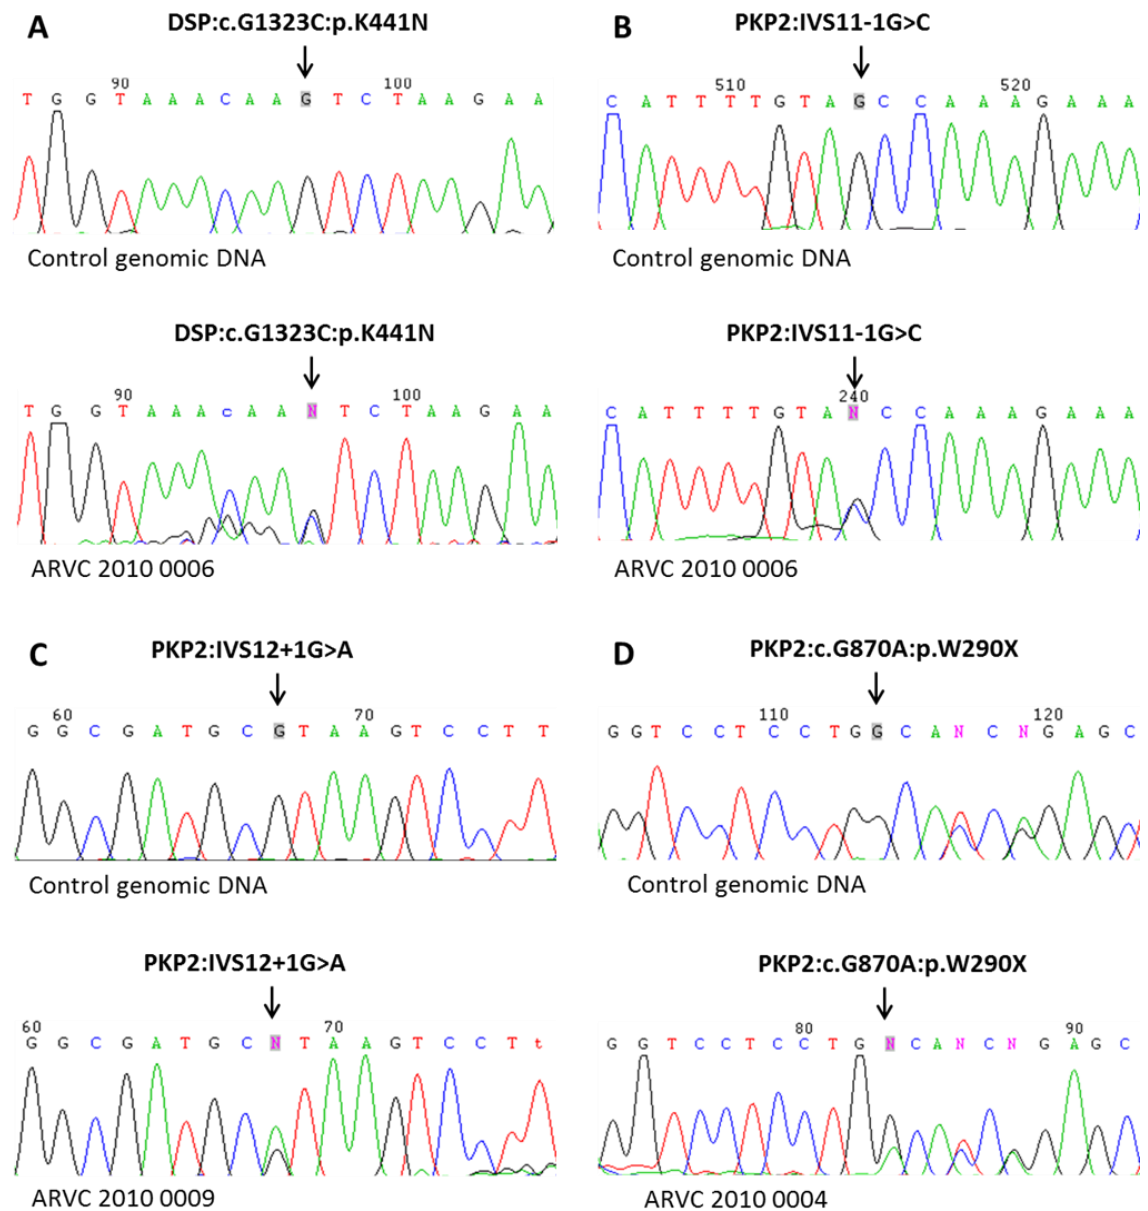 A
DSP:c.G1323C:p.K441N
90 100
T G G T A A A C A A G T C T A A G A A
Control genomic DNA
DSP:c.G1323C:p.K441N
90 100
T G G T A A A c A A N T C T A A G A A
ARVC 2010 0006
B
PKP2:IVS11-1G>C
510 520
C A T T T T G T A G C C A A A G A A A
Control genomic DNA
PKP2:IVS11-1G>C
240
C A T T T T G T A N C C A A A G A A A
ARVC 2010 0006
C
PKP2:IVS12+1G>A
60 70
G G C G A T G C G T A A G T C C T T
Control genomic DNA
PKP2:IVS12+1G>A
60 70
G G C G A T G C N T A A G T C C T t
ARVC 2010 0009
D
PKP2:c.G870A:p.W290X
110 120
G G T C C T C C T G G C A N C N G A G C
Control genomic DNA
PKP2:c.G870A:p.W290X
80 90
G G T C C T C C T G N C A N C N G A G C
ARVC 2010 0004